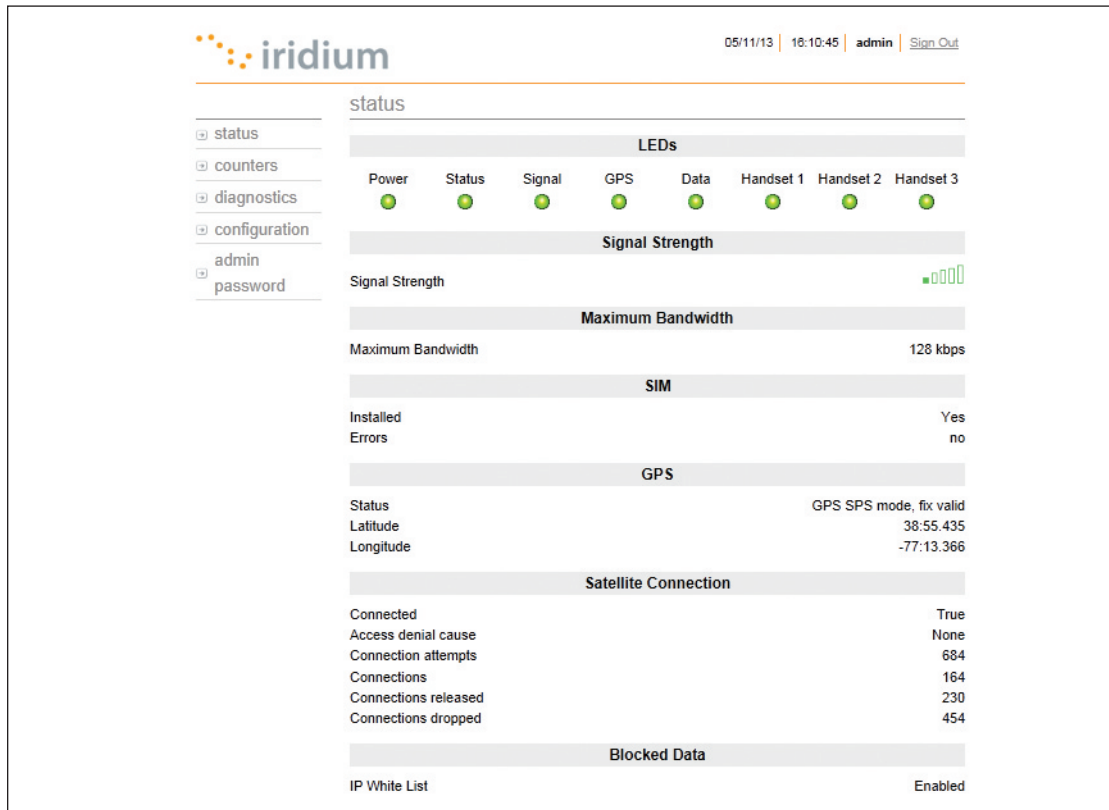 iridium
05/11/13 16:10:45 admin Sign Out
status
counters
diagnostics
configuration
admin
password
status
LEDs
Power Status Signal GPS Data Handset 1 Handset 2 Handset 3
Signal Strength
Signal Strength
Maximum Bandwidth
Maximum Bandwidth 128 kbps
SIM
Installed Yes
Errors no
GPS
Status GPS SPS mode, fix valid
Latitude 38:55.435
Longitude -77:13.366
Satellite Connection
Connected True
Access denial cause None
Connection attempts 684
Connections 164
Connections released 230
Connections dropped 454
Blocked Data
IP White List Enabled